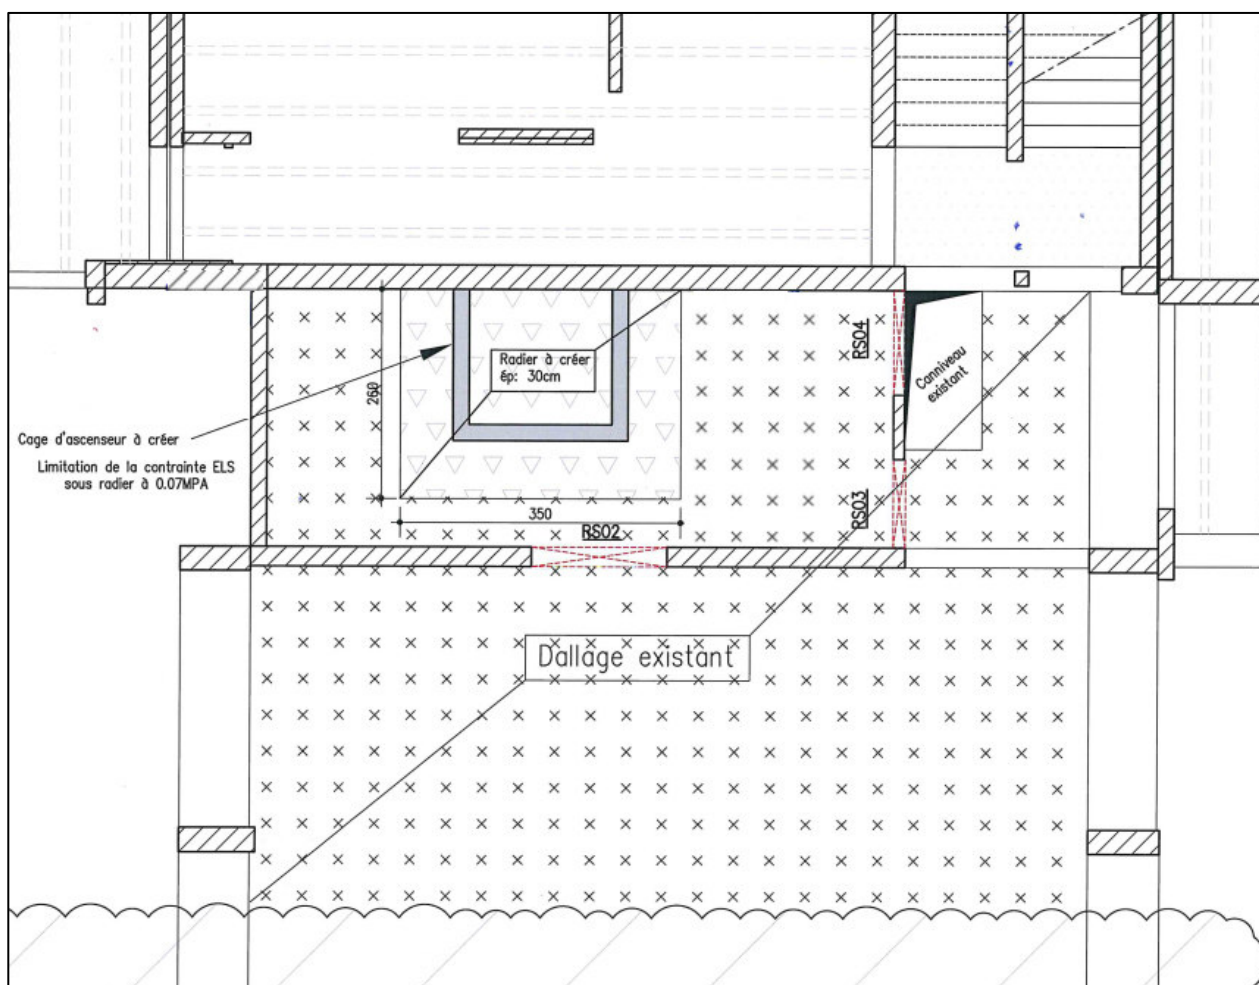 RS04
Canniveau
existant
Radier à créer
ép: 30cm
260
Cage d'ascenseur à créer
Limitation de la contrainte ELS
sous radier à 0.07MPA
350
RS02
RS03
Dallage existant